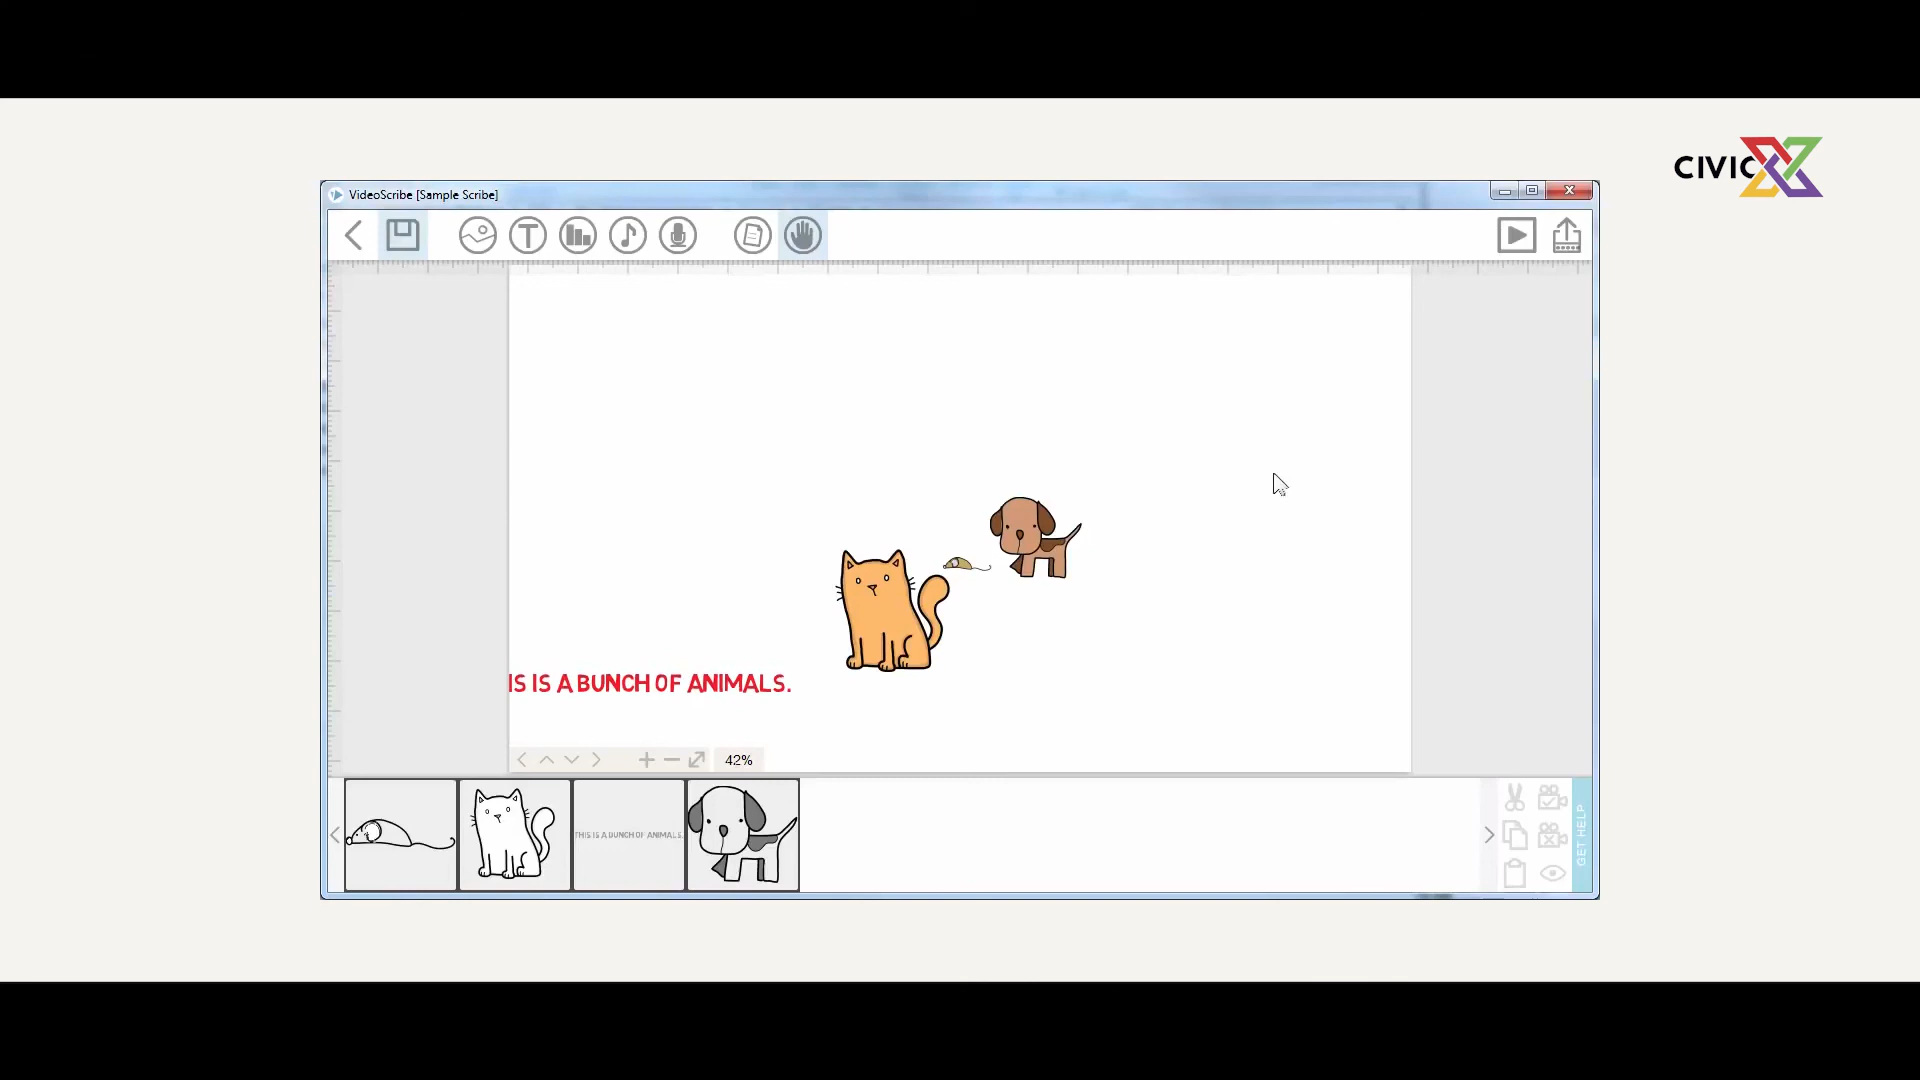 CIVIC
VideoScribe [Sample Scribe]
IS IS A BUNCH OF ANIMALS.
42%
THIS IS A BUNCH OF ANIMALS.
GET HELP